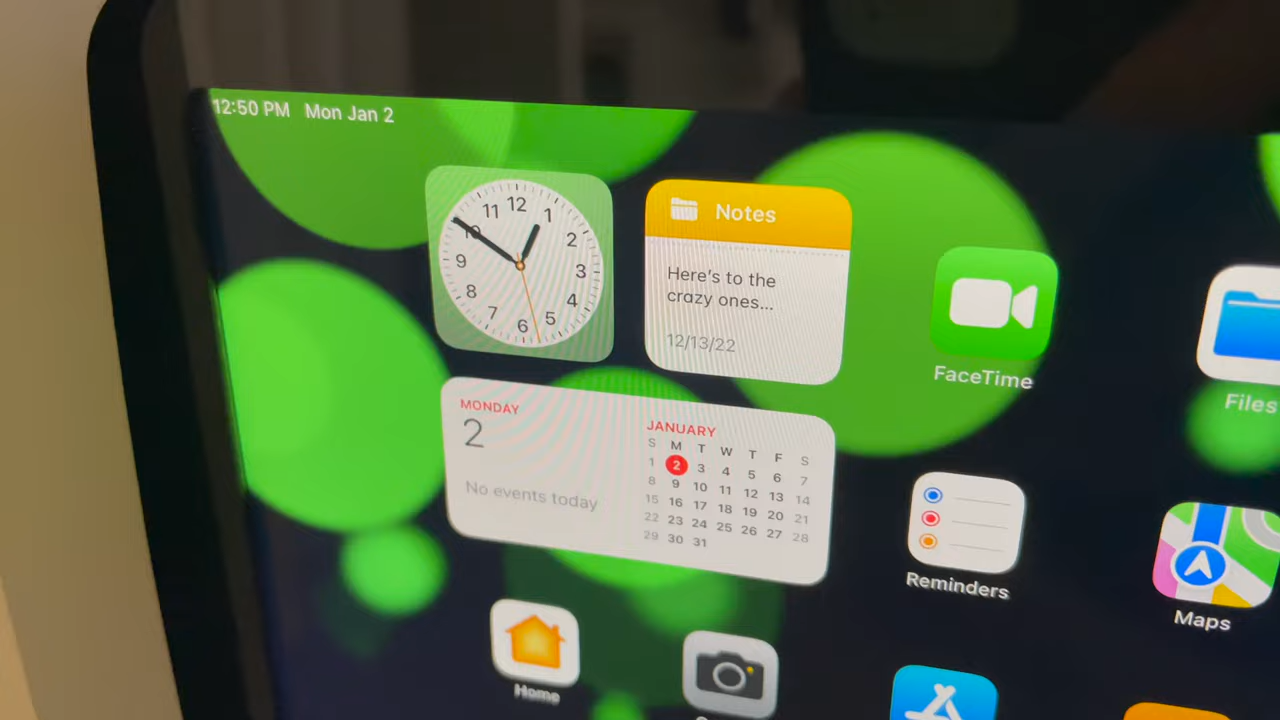 12:50 PM Mon Jan 2
12
11 1
10 2
9 3
8 4
7 5
6
Notes
Here's to the
crazy ones...
12/13/22
FaceTime
Files
MONDAY
2
No events today
JANUARY
S M T W T F S
1 2 3 4 5 6 7
8 9 10 11 12 13 14
15 16 17 18 19 20 21
22 23 24 25 26 27 28
29 30 31
Reminders
Maps
Home